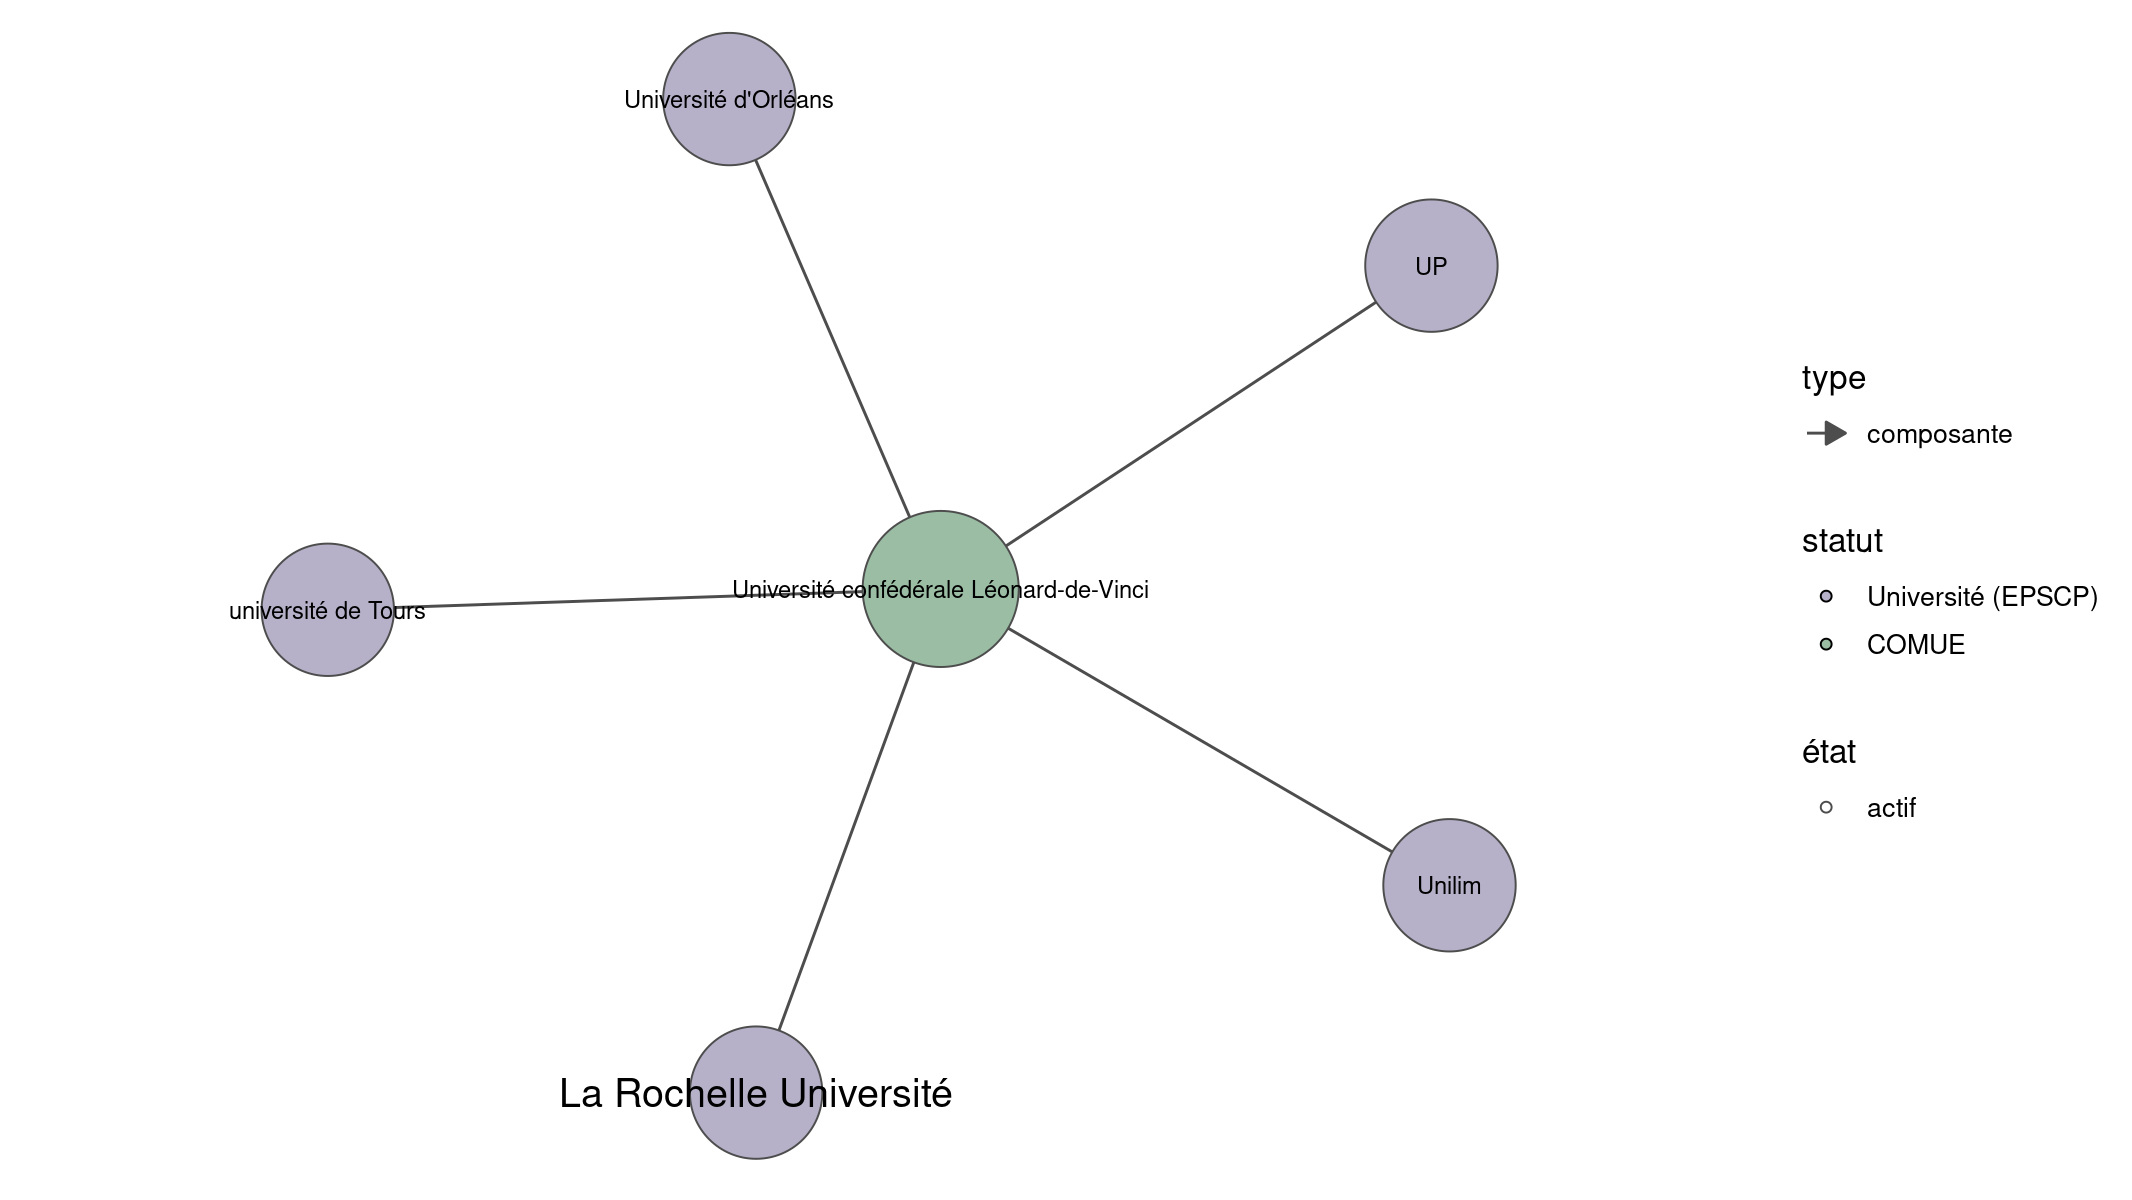 Université d'Orléans
UP
Université confédérale Léonard-de-Vinci
université de Tours
Unilim
La Rochelle Université
type
composante
statut
Université (EPSCP)
COMUE
état
actif